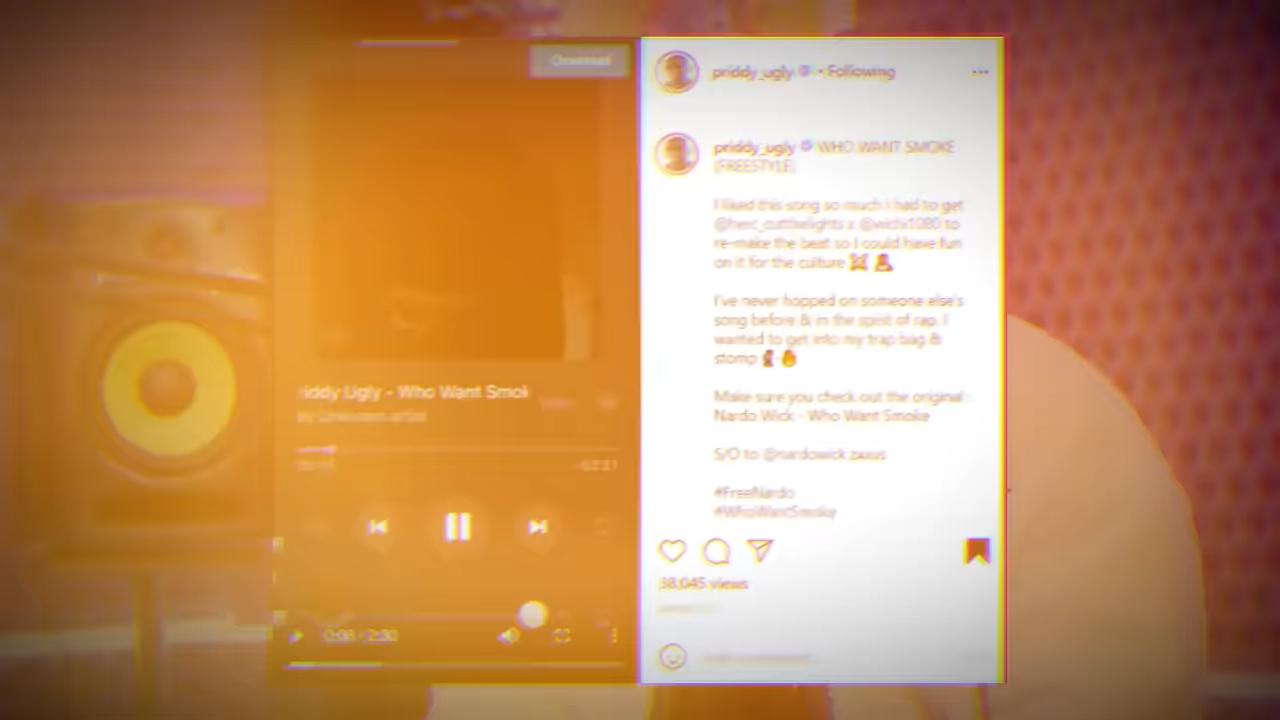 Download
priddy_ugly • Following
priddy_ugly WHO WANT SMOKE
(FREESTYLE)
I liked this song so much I had to get
@herc_cutthelights x @wichi1080 to
re-make the beat so I could have fun
on it for the culture
I've never hopped on someone else's
song before & in the spirit of rap, I
wanted to get into my trap bag &
stomp
Make sure you check out the original :
Nardo Wick - Who Want Smoke
S/O to @nardowick
#FreeNardo
#WhoWantSmoke
38,045 views
riddy Ugly - Who Want Smok
by Unknown artist
0:08 / 2:30